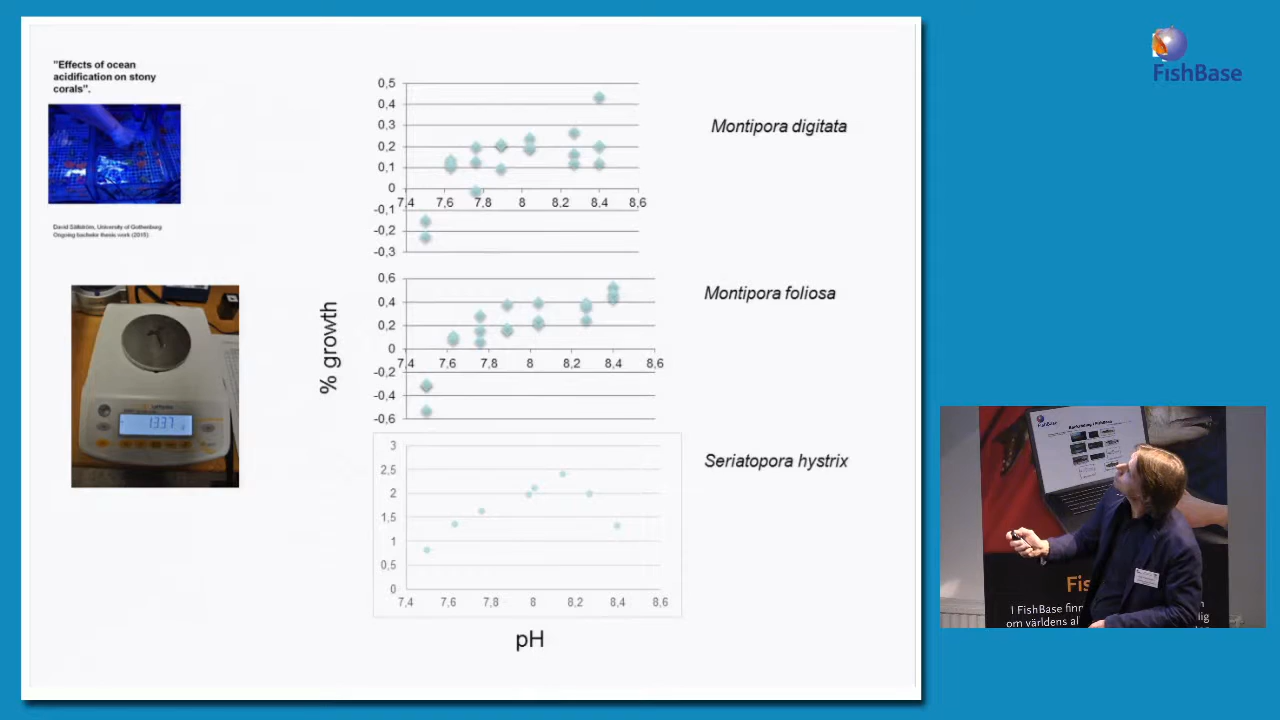 "Effects of ocean
acidification on stony
corals".
David Sällström, University of Gothenburg
Ongoing bachelor thesis work (2015)
% growth
0,5
0,4
0,3
0,2
0,1
0
-0,1
-0,2
-0,3
7,4 7,6 7,8 8 8,2 8,4 8,6
Montipora digitata
0,6
0,4
0,2
0
-0,2
-0,4
-0,6
7,4 7,6 7,8 8 8,2 8,4 8,6
Montipora foliosa
3
2,5
2
1,5
1
0,5
0
7,4 7,6 7,8 8 8,2 8,4 8,6
Seriatopora hystrix
pH
1337
FishBase
FishBase
Fis
I FishBase finn
om världens al
lig